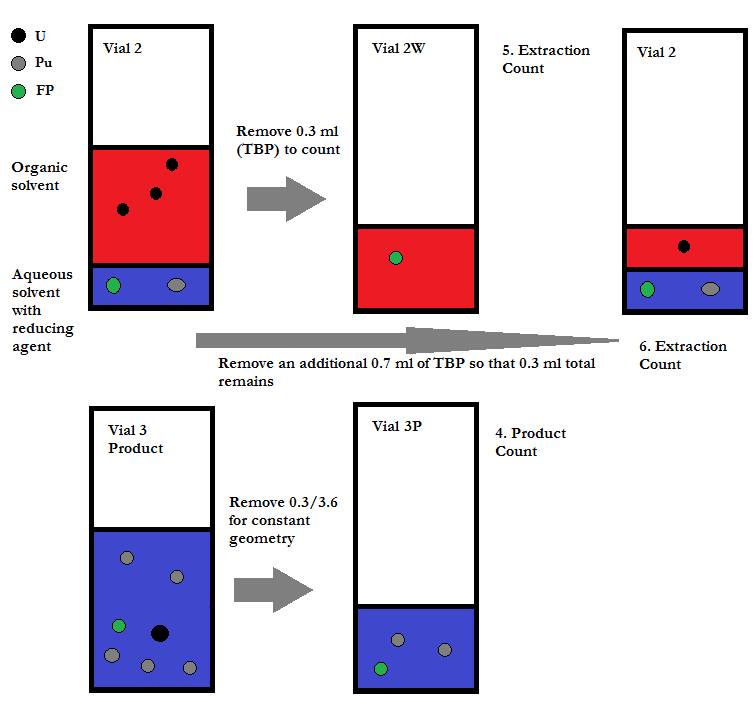 U
Pu
FP
Vial 2
Organic
solvent
Aqueous
solvent
with
reducing
agent
Remove 0.3 ml
(TBP) to count
Vial 2W
5. Extraction
Count
Vial 2
Remove an additional 0.7 ml of TBP so that 0.3 ml total
remains
6. Extraction
Count
Vial 3
Product
Remove 0.3/3.6
for constant
geometry
Vial 3P
4. Product
Count